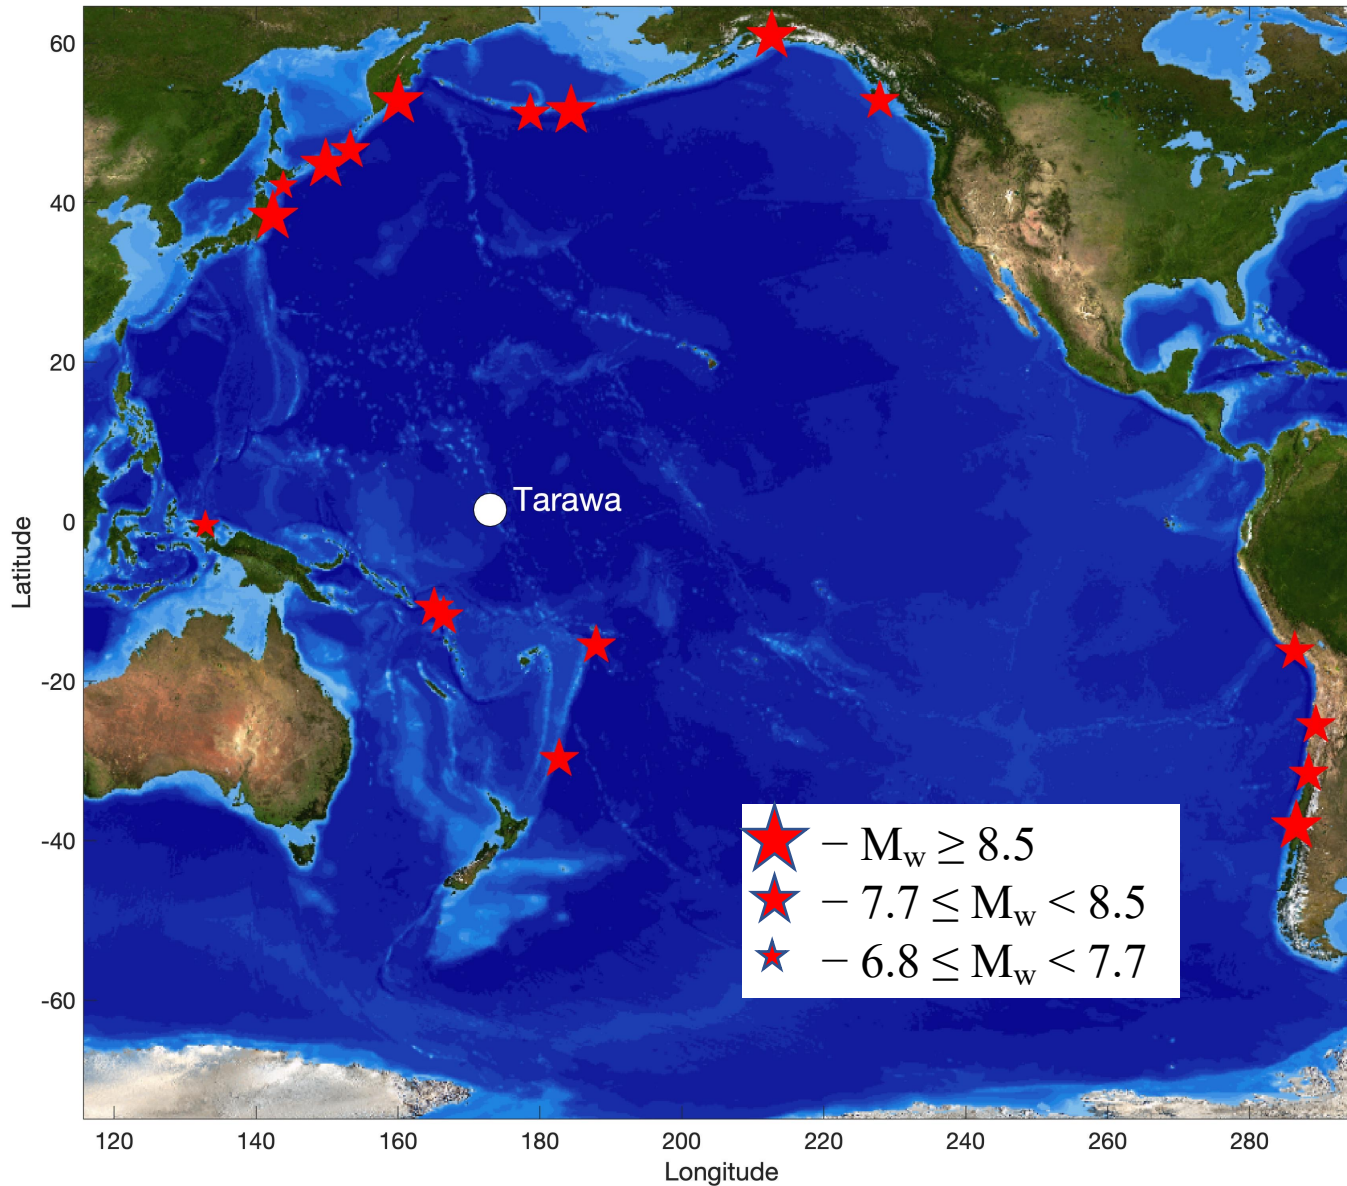 60
40
20
0
-20
-40
-60
Latitude
Tarawa
– Mw ≥ 8.5
– 7.7 ≤ Mw < 8.5
– 6.8 ≤ Mw < 7.7
120 140 160 180 200 220 240 260 280
Longitude